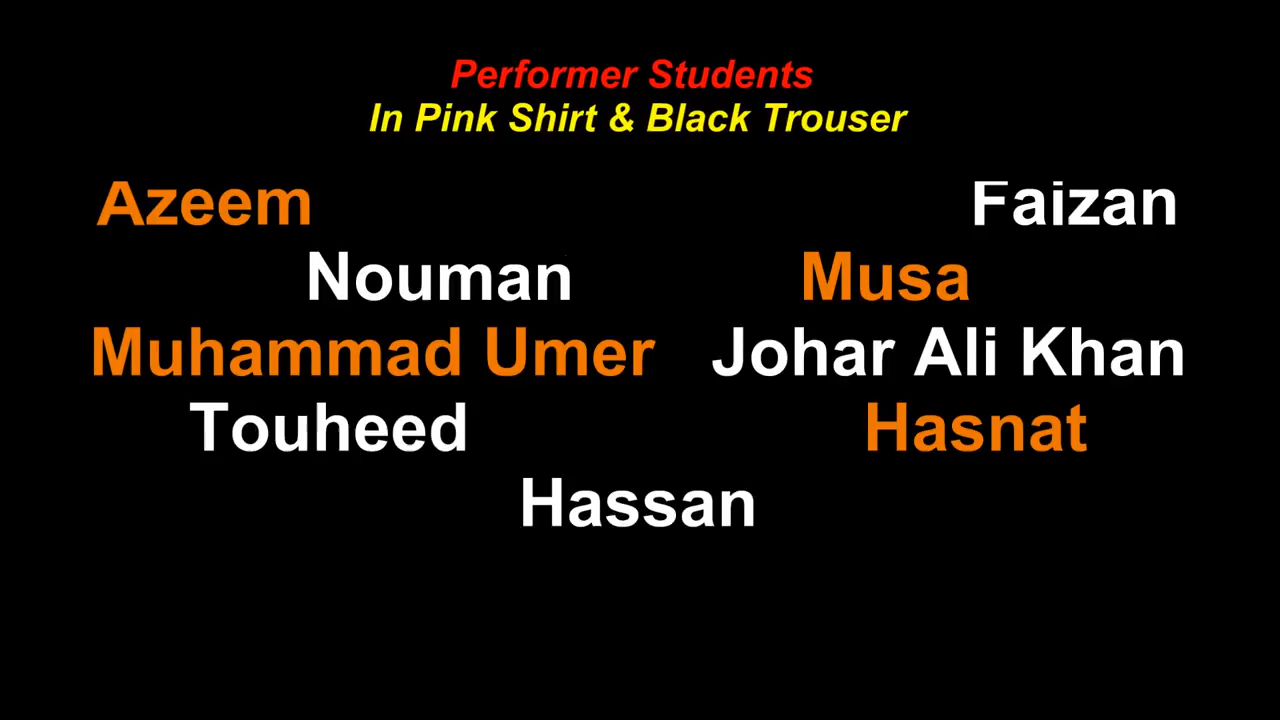 Performer Students
In Pink Shirt & Black Trouser
Azeem Faizan
Nouman Musa
Muhammad Umer Johar Ali Khan
Touheed Hasnat
Hassan